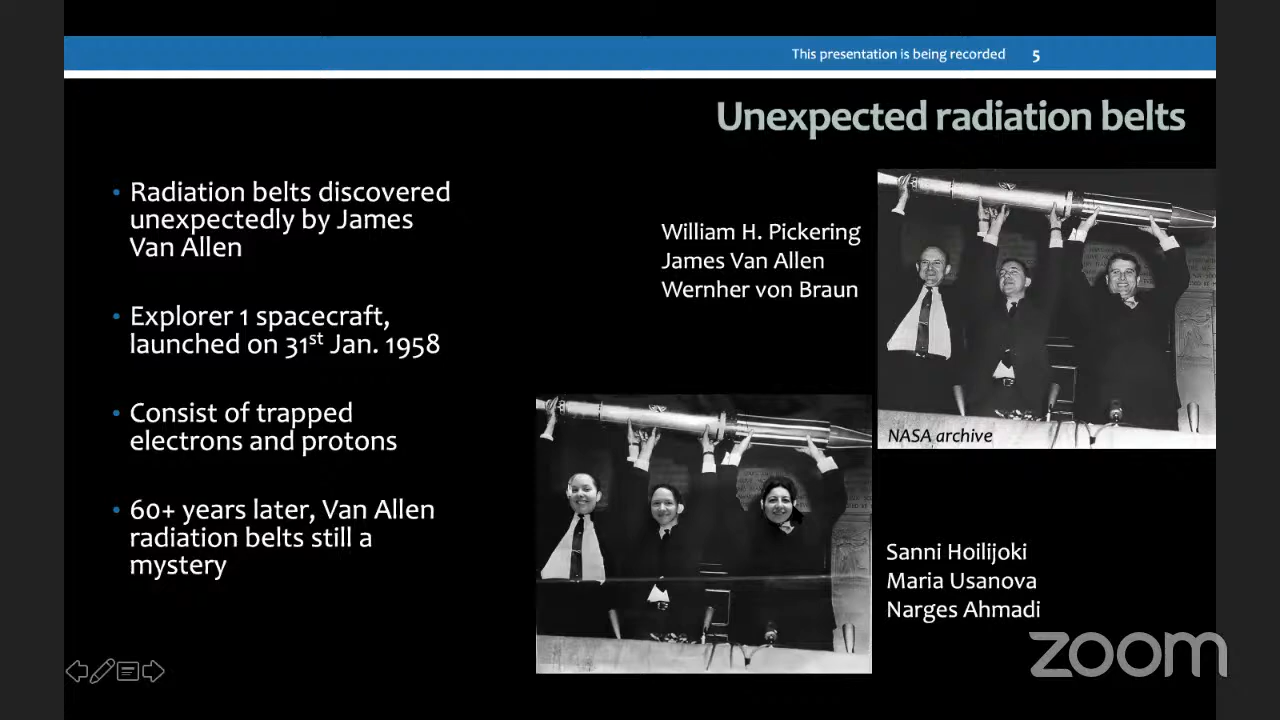 This presentation is being recorded 5
Unexpected radiation belts
• Radiation belts discovered
unexpectedly by James
Van Allen
• Explorer 1 spacecraft,
launched on 31st Jan. 1958
• Consist of trapped
electrons and protons
• 60+ years later, Van Allen
radiation belts still a
mystery
William H. Pickering
James Van Allen
Wernher von Braun
NASA archive
Sanni Hoilijoki
Maria Usanova
Narges Ahmadi
zoom